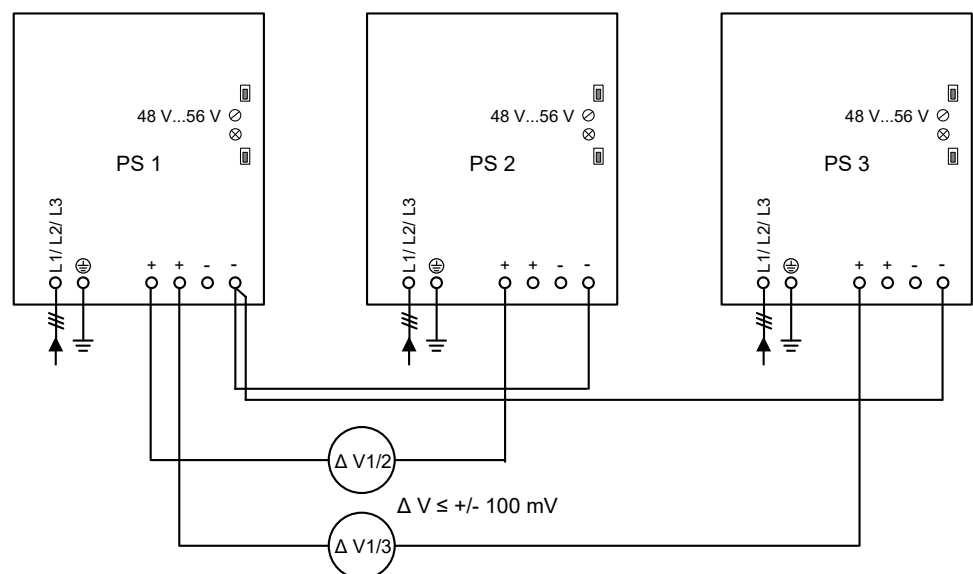 48 V...56 V
PS 1
L1/ L2/ L3
+ + - -
48 V...56 V
PS 2
L1/ L2/ L3
+ + - -
48 V...56 V
PS 3
L1/ L2/ L3
+ + - -
Δ V1/2
Δ V ≤ +/- 100 mV
Δ V1/3